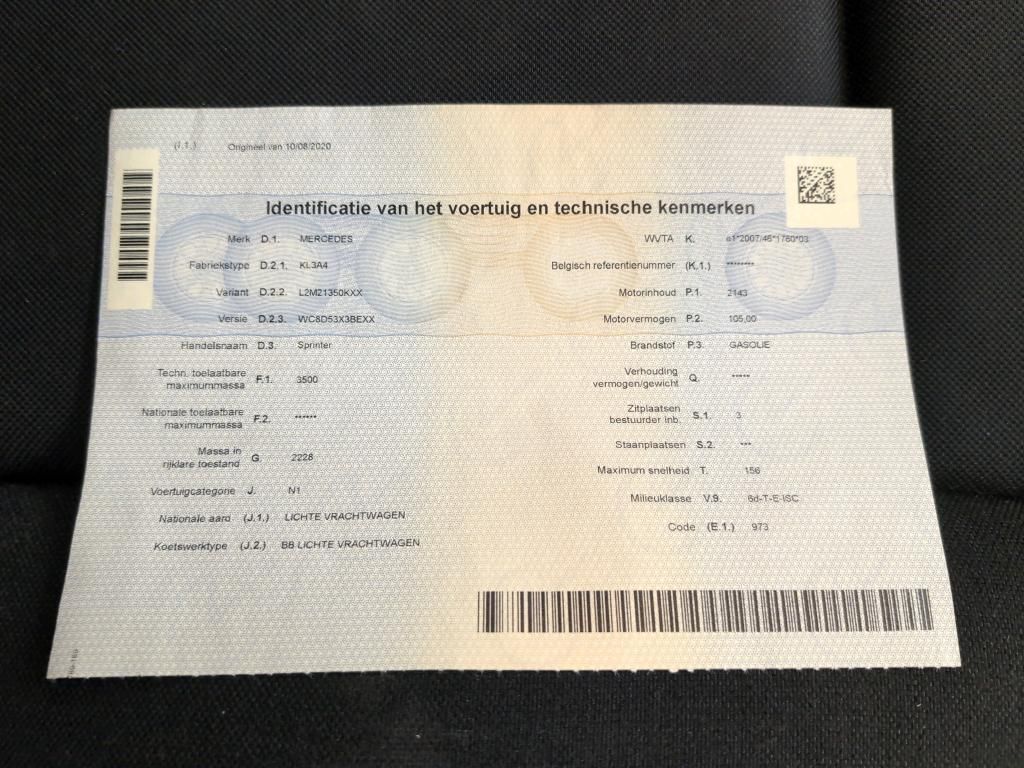 (I.1.) Origineel van 10/08/2020
Identificatie van het voertuig en technische kenmerken
Merk D.1. MERCEDES
Fabriekstype D.2.1. KL3A4
Variant D.2.2. L2M21350KXX
Versie D.2.3. WC8D53X3BEXX
Handelsnaam D.3. Sprinter
Techn. toelaatbare
maximummassa F.1. 3500
Nationale toelaatbare
maximummassa F.2. ******
Massa in
rijklare toestand G. 2228
Voertuigcategorie J. N1
Nationale aard (J.1.) LICHTE VRACHTWAGEN
Koetswerktype (J.2.) BB LICHTE VRACHTWAGEN
WVTA K. e1*2007/46*1760*03
Belgisch referentienummer (K.1.) ********
Motorinhoud P.1. 2143
Motorvermogen P.2. 105,00
Brandstof P.3. GASOLIE
Verhouding
vermogen/gewicht Q. *****
Zitplaatsen
bestuurder inb. S.1. 3
Staanplaatsen S.2. ***
Maximum snelheid T. 156
Milieuklasse V.9. 6d-T-E-ISC
Code (E.1.) 973